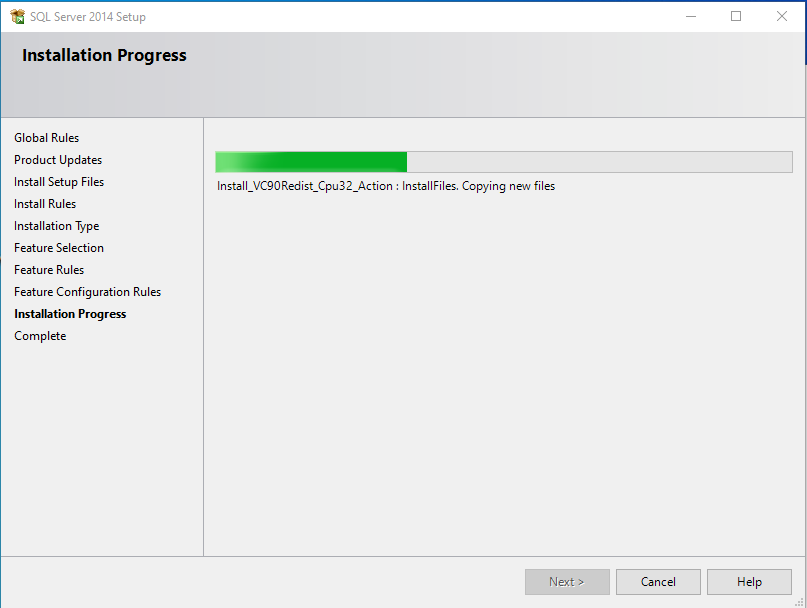 SQL Server 2014 Setup
Installation Progress
Global Rules
Product Updates
Install Setup Files
Install Rules
Installation Type
Feature Selection
Feature Rules
Feature Configuration Rules
Installation Progress
Complete
Install_VC90Redist_Cpu32_Action : InstallFiles. Copying new files
Next >
Cancel
Help